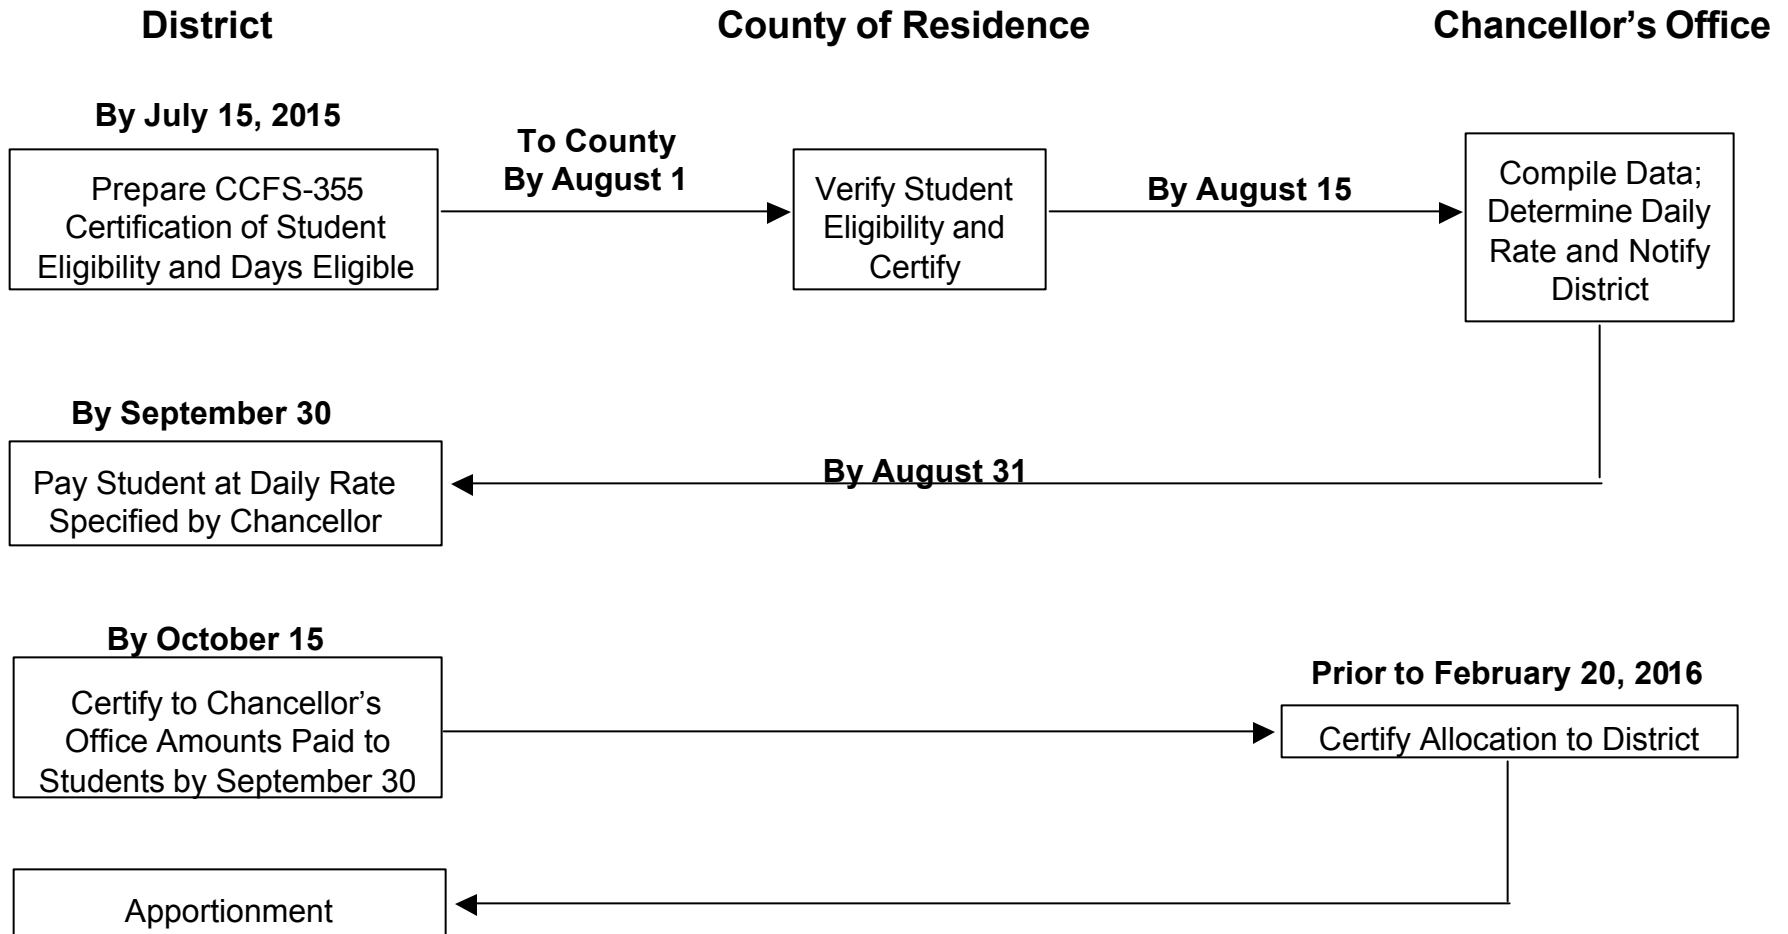 District
County of Residence
Chancellor’s Office
By July 15, 2015
Prepare CCFS-355
Certification of Student
Eligibility and Days Eligible
To County
By August 1
Verify Student
Eligibility and
Certify
By August 15
Compile Data;
Determine Daily
Rate and Notify
District
By September 30
Pay Student at Daily Rate
Specified by Chancellor
By August 31
By October 15
Certify to Chancellor’s
Office Amounts Paid to
Students by September 30
Prior to February 20, 2016
Certify Allocation to District
Apportionment